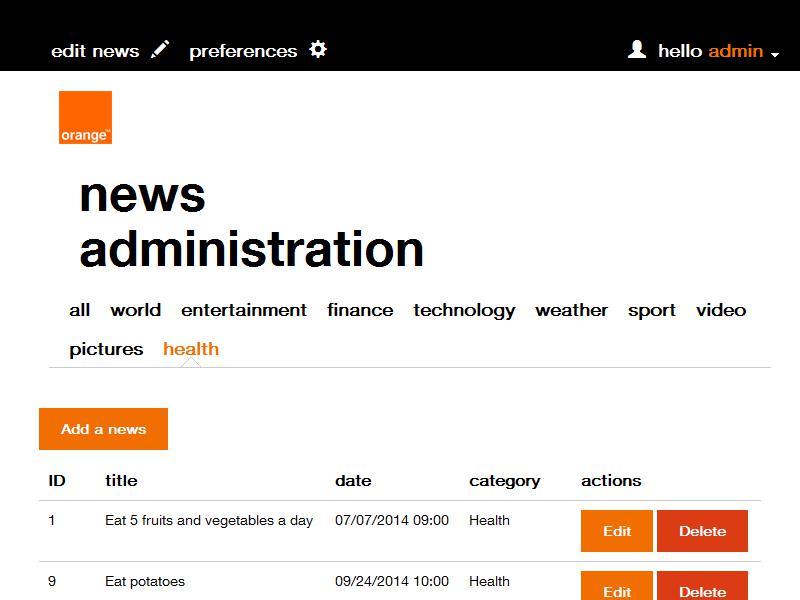 edit news preferences hello admin
orange™
news
administration
all world entertainment finance technology weather sport video
pictures health
Add a news
ID title date category actions
1 Eat 5 fruits and vegetables a day 07/07/2014 09:00 Health Edit Delete
9 Eat potatoes 09/24/2014 10:00 Health Edit Delete